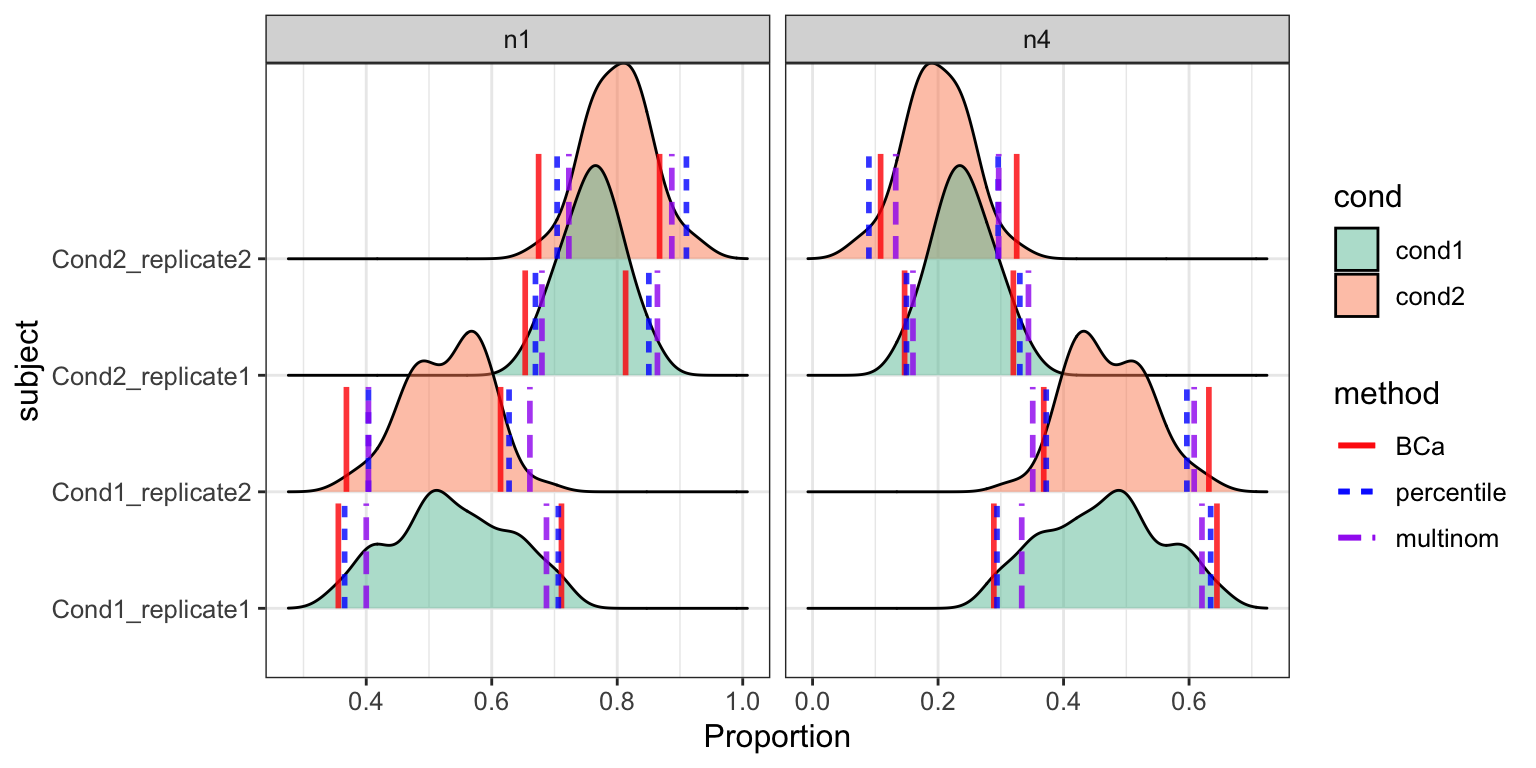 n1
n4
subject
Cond2_replicate2
Cond2_replicate1
Cond1_replicate2
Cond1_replicate1
0.4
0.6
0.8
1.0
0.0
0.2
0.4
0.6
Proportion
cond
cond1
cond2
method
BCa
percentile
multinom